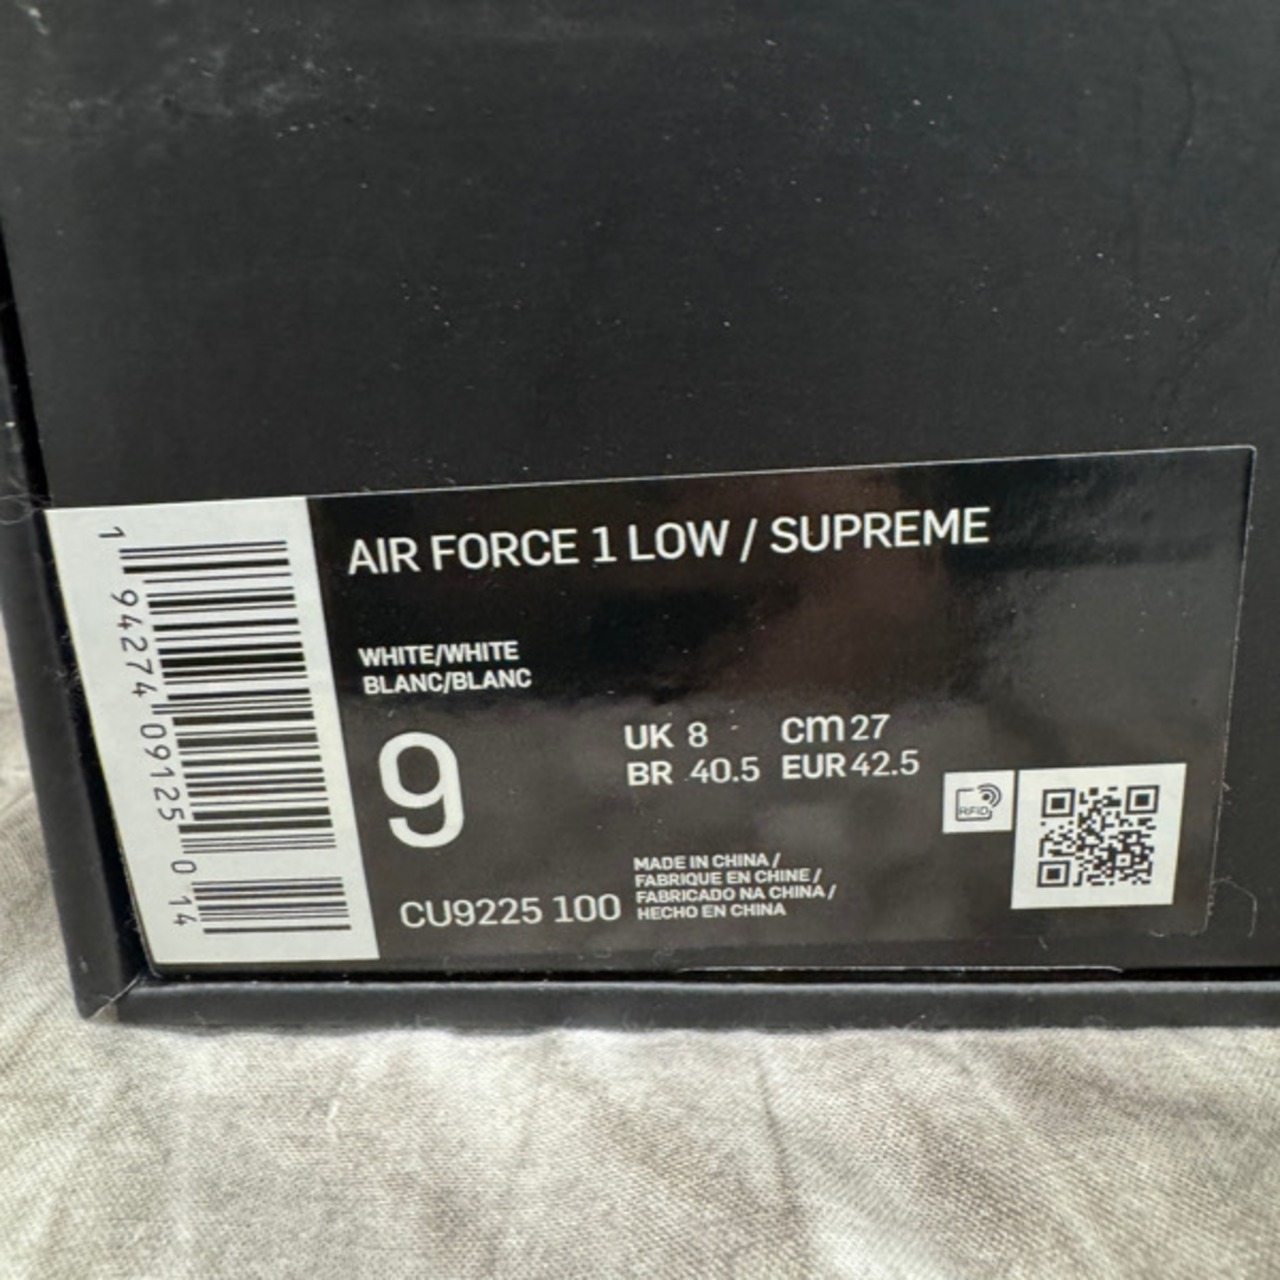 AIR FORCE 1 LOW / SUPREME
WHITE/WHITE
BLANC/BLANC
9
UK 8 cm 27
BR 40.5 EUR 42.5
RFID
MADE IN CHINA /
FABRIQUE EN CHINE /
FABRICADO NA CHINA /
HECHO EN CHINA
CU9225 100
1 94274 09125 0 14